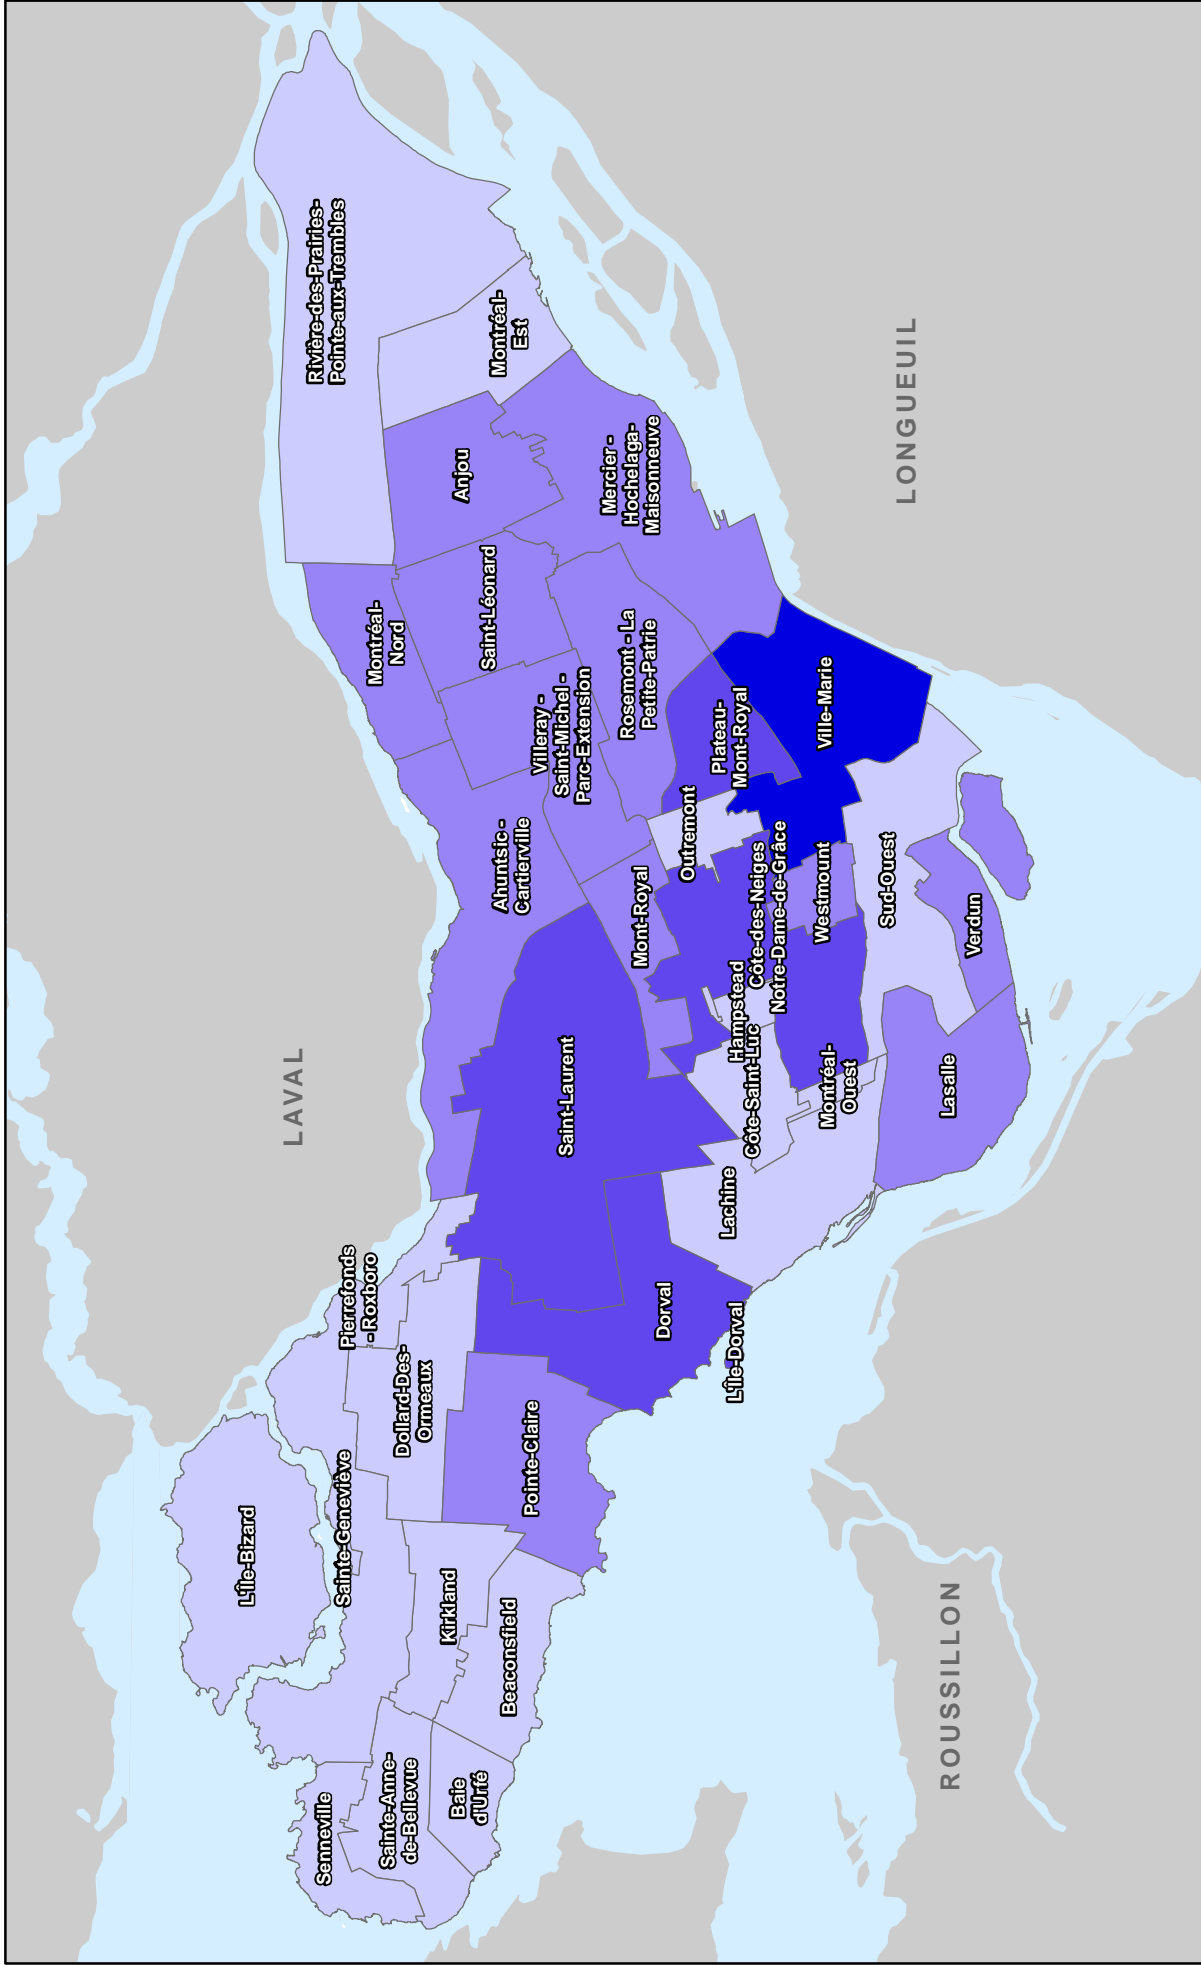 Rivière-des-Prairies-
Pointe-aux-Trembles
Montréal-
Est
Anjou
Mercier -
Hochelaga-
Maisonneuve
LONGUEUIL
Montréal-
Nord
Saint-Léonard
Villeray -
Saint-Michel -
Parc-Extension
Rosemont - La
Petite-Patrie
Plateau-
Mont-Royal
Ville-Marie
Ahuntsic -
Cartierville
Outremont
Mont-Royal
Côte-des-Neiges
Notre-Dame-de-Grâce
Westmount
Sud-Ouest
Verdun
LAVAL
Saint-Laurent
Hampstead
Côte-Saint-Luc
Montréal-
Ouest
Lasalle
Lachine
Pierrefonds
- Roxboro
Dollard-Des-
Ormeaux
Dorval
L'Île-Dorval
Pointe-Claire
L'Île-Bizard
Sainte-Geneviève
Kirkland
Beaconsfield
Senneville
Sainte-Anne-
de-Bellevue
Baie
d'Urfé
ROUSSILLON